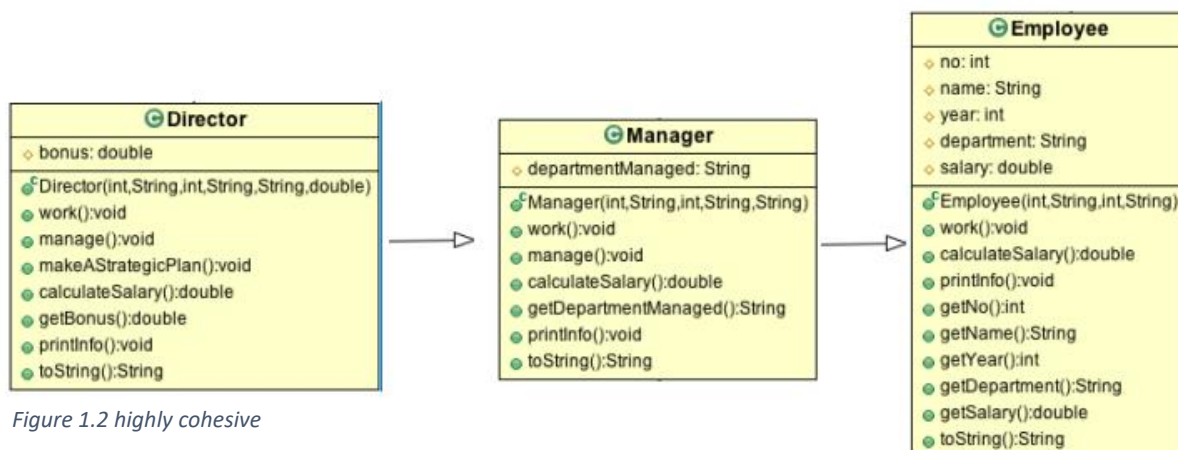 Director
bonus: double
Director(int,String,int,String,String,double)
work():void
manage():void
makeAStrategicPlan():void
calculateSalary():double
getBonus():double
printInfo():void
toString():String
Figure 1.2 highly cohesive
Manager
departmentManaged: String
Manager(int,String,int,String,String)
work():void
manage():void
calculateSalary():double
getDepartmentManaged():String
printInfo():void
toString():String
Employee
no: int
name: String
year: int
department: String
salary: double
Employee(int,String,int,String)
work():void
calculateSalary():double
printInfo():void
getNo():int
getName():String
getYear():int
getDepartment():String
getSalary():double
toString():String